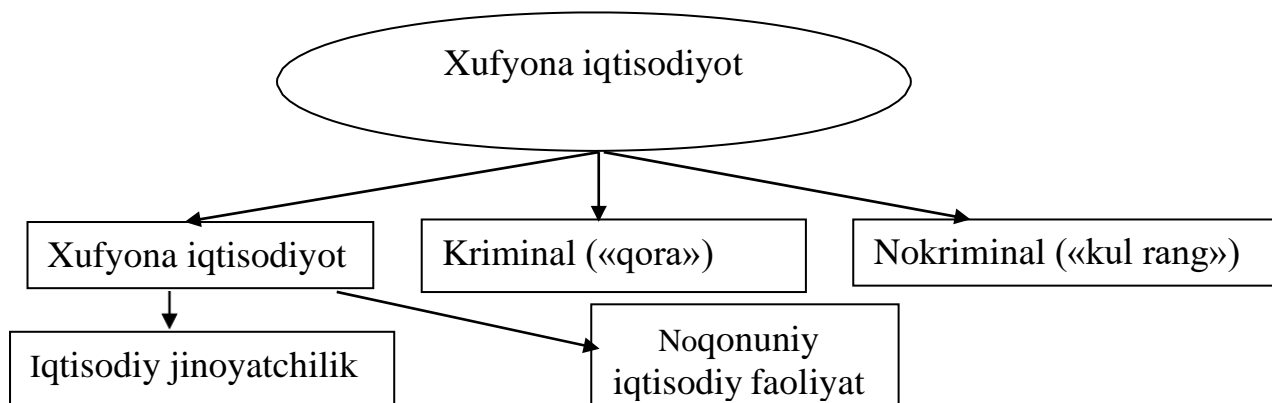 Xufyona iqtisodiyot
Xufyona iqtisodiyot
Kriminal («qora»)
Nokriminal («kul rang»)
Iqtisodiy jinoyatchilik
Noqonuniy
iqtisodiy faoliyat